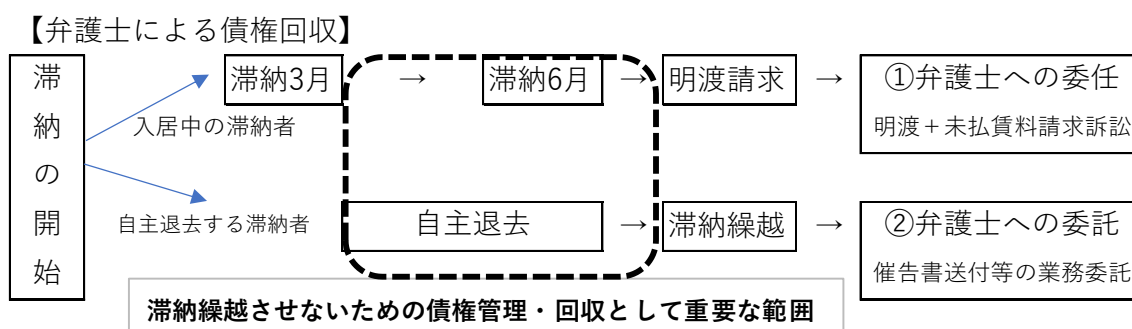 【弁護士による債権回収】
滞納の開始
滞納3月 → 滞納6月 → 明渡請求 → ①弁護士への委任
入居中の滞納者
明渡+未払賃料請求訴訟
自主退去する滞納者
自主退去 → 滞納繰越 → ②弁護士への委託
催告書送付等の業務委託
滞納繰越させないための債権管理・回収として重要な範囲